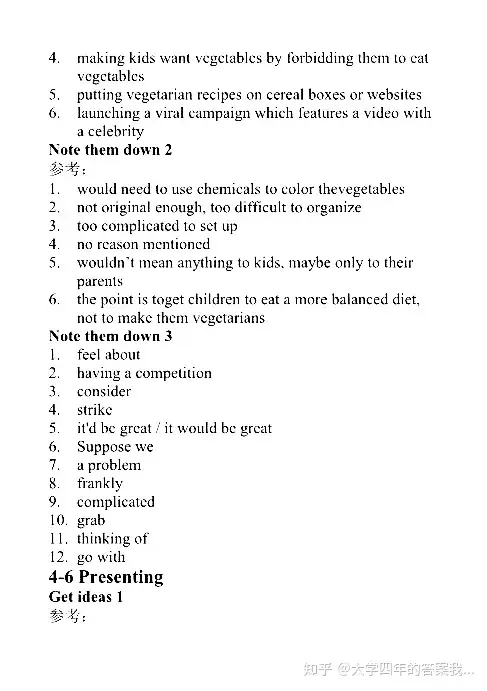 4. making kids want vegetables by forbidding them to eat
vegetables
5. putting vegetarian recipes on cereal boxes or websites
6. launching a viral campaign which features a video with
a celebrity
Note them down 2
参考：
1. would need to use chemicals to color thevegetables
2. not original enough, too difficult to organize
3. too complicated to set up
4. no reason mentioned
5. wouldn't mean anything to kids, maybe only to their
parents
6. the point is toget children to eat a more balanced diet,
not to make them vegetarians
Note them down 3
1. feel about
2. having a competition
3. consider
4. strike
5. it'd be great / it would be great
6. Suppose we
7. a problem
8. frankly
9. complicated
10. grab
11. thinking of
12. go with
4-6 Presenting
Get ideas 1
参考：
知乎 @大学四年的答案我...